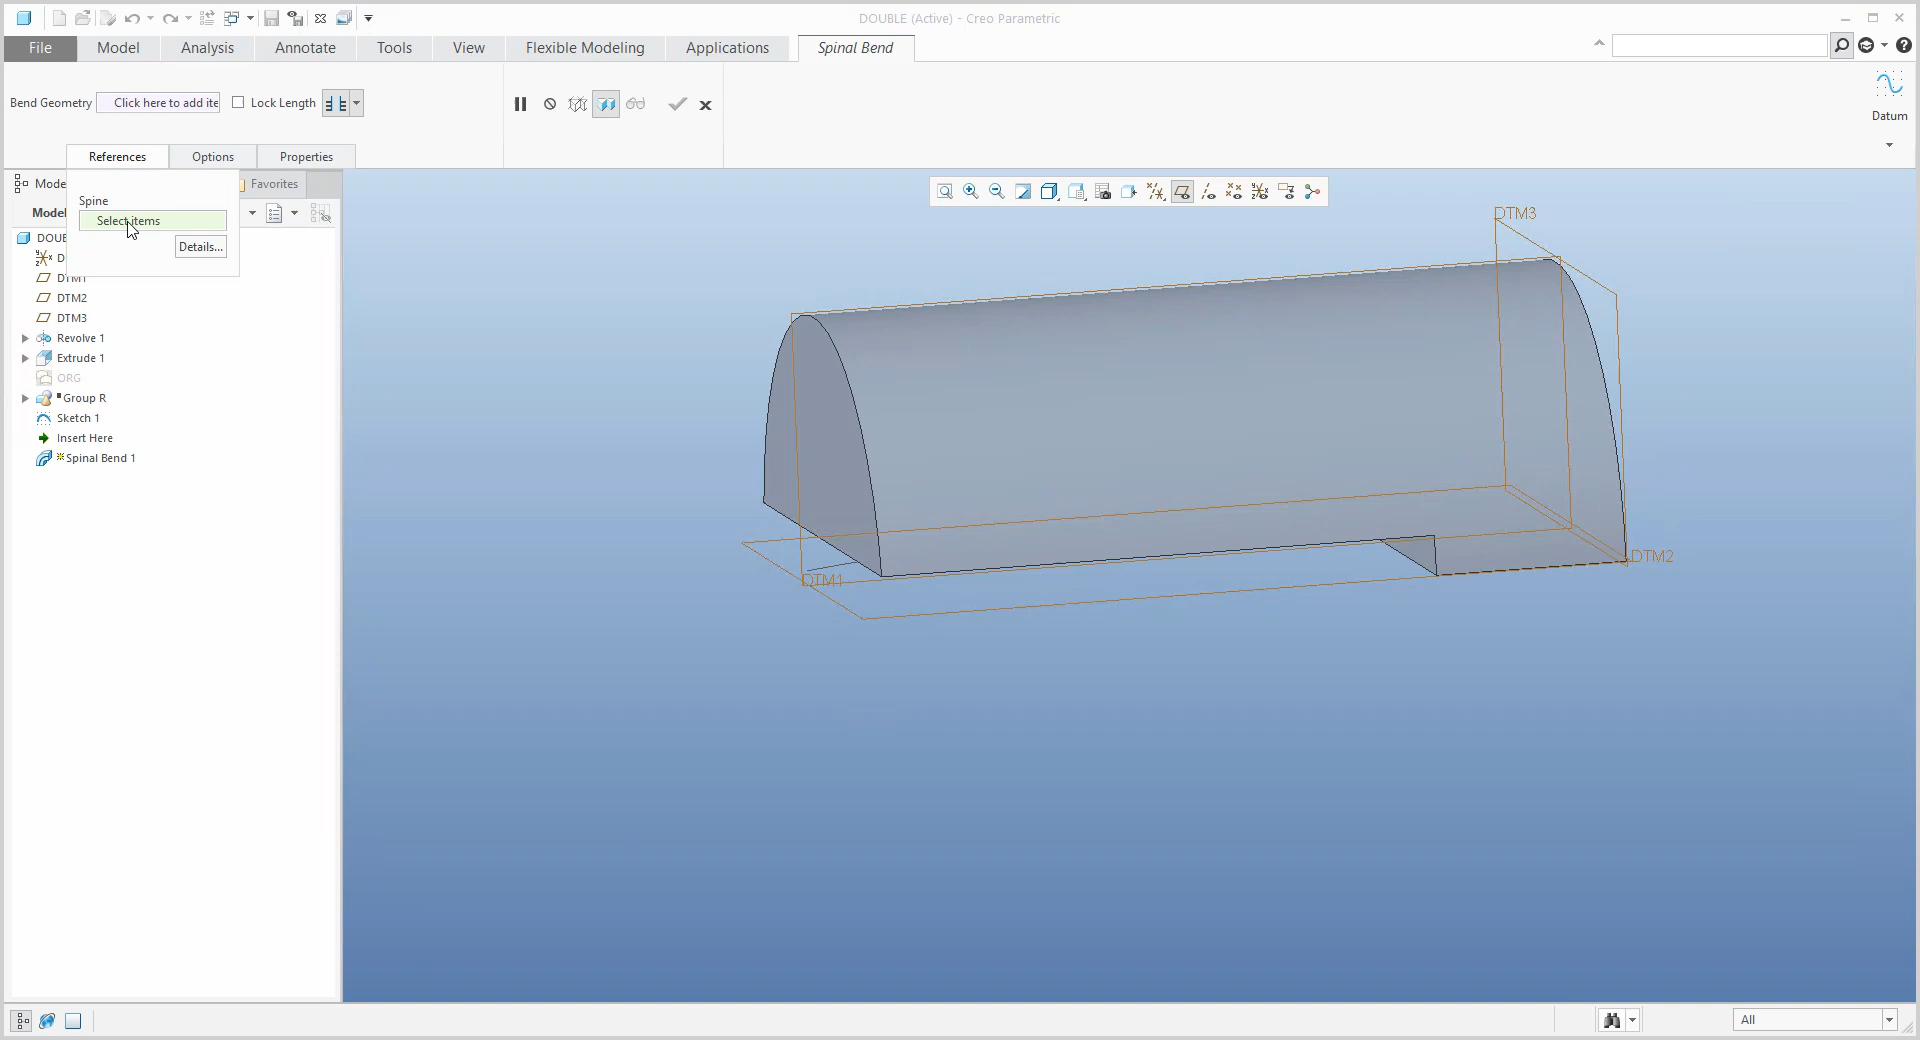 DOUBLE (Active) - Creo Parametric
File
Model
Analysis
Annotate
Tools
View
Flexible Modeling
Applications
Spinal Bend
Bend Geometry
Click here to add ite
Lock Length
Datum
References
Options
Properties
Mode
Favorites
Spine
Model
Select items
Details...
DOUB
D
DTM1
DTM2
DTM3
Revolve 1
Extrude 1
ORG
Group R
Sketch 1
Insert Here
Spinal Bend 1
DTM3
DTM2
DTM1
All